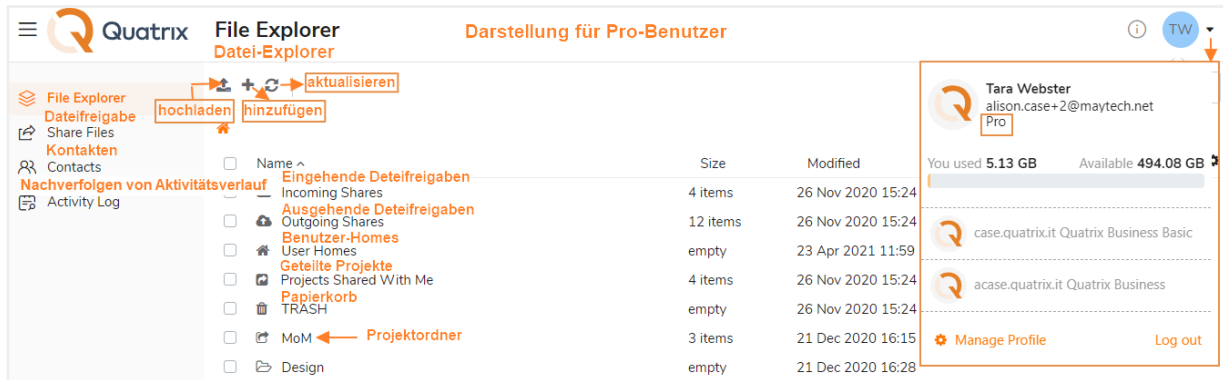 Quatrix
File Explorer
Datei-Explorer
Darstellung für Pro-Benutzer
TW
aktualisieren
hochladen
hinzufügen
File Explorer
Dateifreigabe
Share Files
Kontakten
Contacts
Nachverfolgen von Aktivitätsverlauf
Activity Log
Name Size Modified
Eingehende Deteifreigaben
Incoming Shares 4 items 26 Nov 2020 15:24
Ausgehende Deteifreigaben
Outgoing Shares 12 items 26 Nov 2020 15:24
Benutzer-Homes
User Homes empty 23 Apr 2021 11:59
Geteilte Projekte
Projects Shared With Me 4 items 26 Nov 2020 15:24
Papierkorb
TRASH empty 26 Nov 2020 15:24
MoM Projektordner 3 items 21 Dec 2020 16:15
Design empty 21 Dec 2020 16:28
Tara Webster
alison.case+2@maytech.net
Pro
You used 5.13 GB Available 494.08 GB
case.quatrix.it Quatrix Business Basic
acase.quatrix.it Quatrix Business
Manage Profile Log out